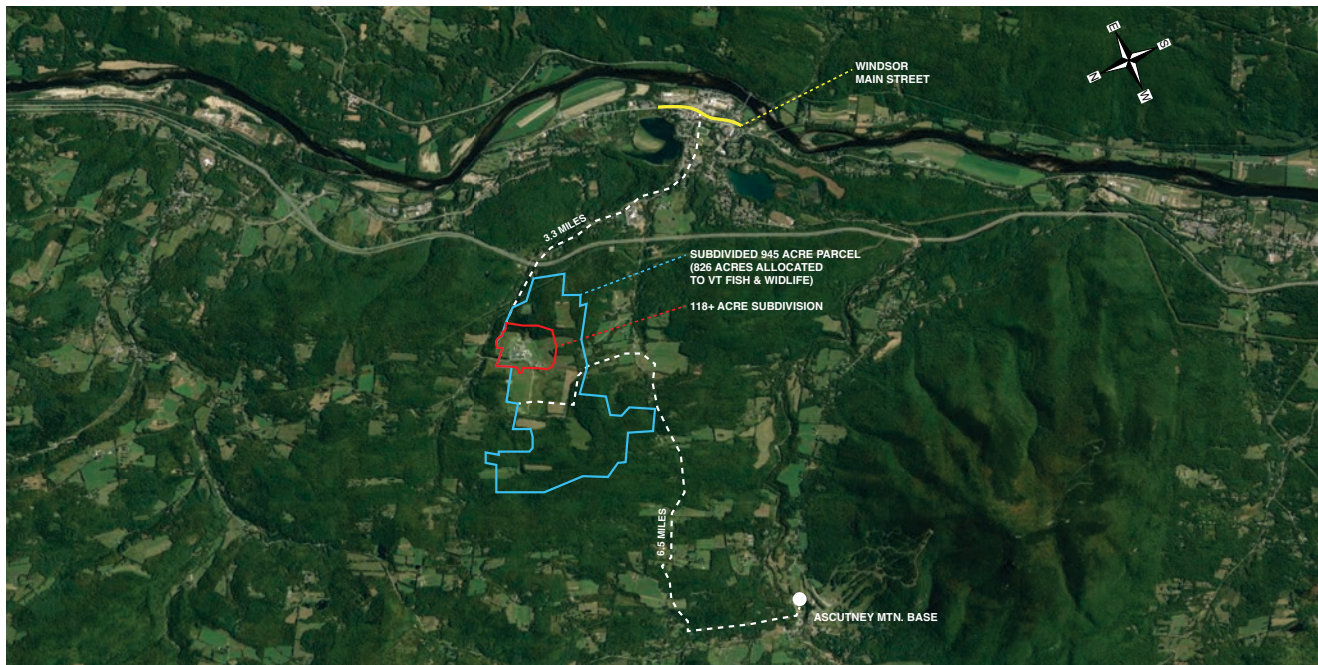 E
S
N
W
WINDSOR
MAIN STREET
3.3 MILES
SUBDIVIDED 945 ACRE PARCEL
(826 ACRES ALLOCATED
TO VT FISH & WIDLIFE)
118+ ACRE SUBDIVISION
6.5 MILES
ASCUTNEY MTN. BASE